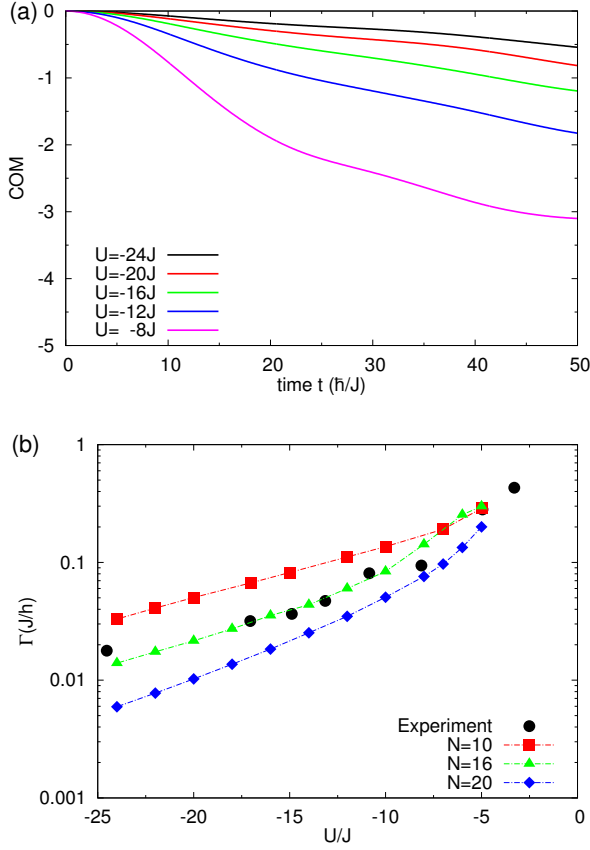 (a)
0
-1
-2
-3
-4
-5
COM
U=-24J
U=-20J
U=-16J
U=-12J
U= -8J
0 10 20 30 40 50
time t (ħ/J)
(b)
1
0.1
0.01
0.001
Γ(J/h)
Experiment
N=10
N=16
N=20
-25 -20 -15 -10 -5 0
U/J